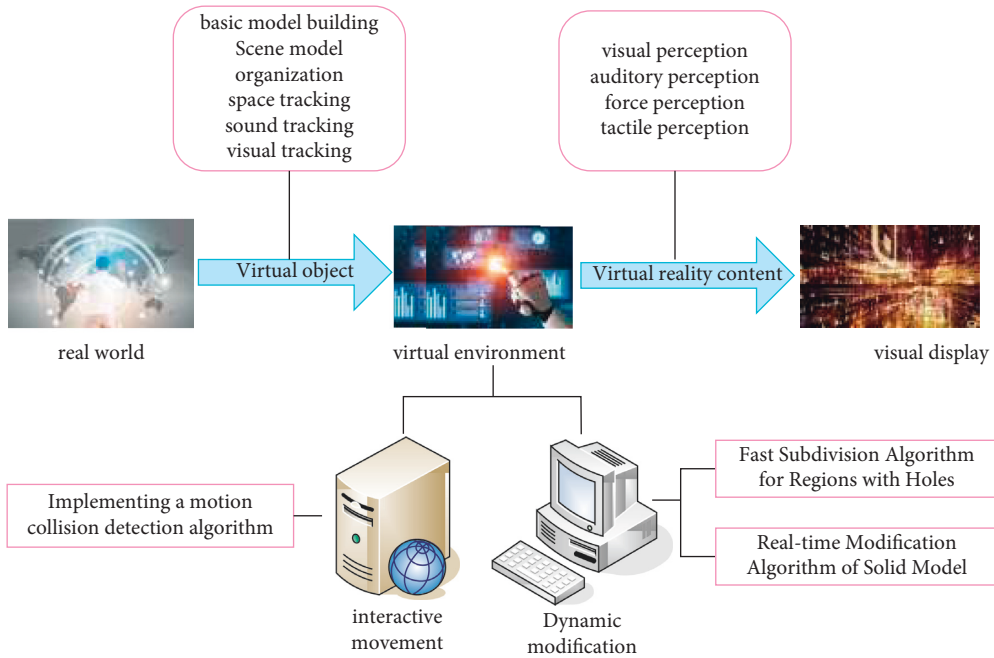 basic model building
Scene model
organization
space tracking
sound tracking
visual tracking
visual perception
auditory perception
force perception
tactile perception
Virtual object
Virtual reality content
real world
virtual environment
visual display
Implementing a motion
collision detection algorithm
Fast Subdivision Algorithm
for Regions with Holes
Real-time Modification
Algorithm of Solid Model
interactive
movement
Dynamic
modification